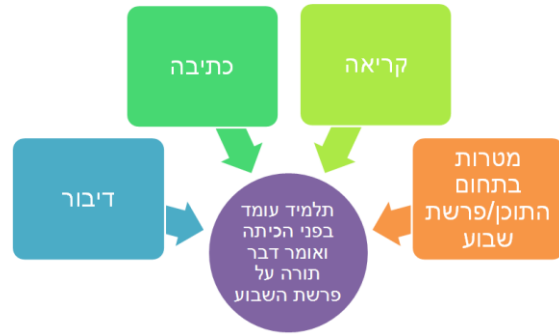 קריאה
כתיבה
מטרות
בתחום
התוכן/פרשת
שבוע
דיבור
תלמיד עומד
בפני הכיתה
ואומר דבר
תורה על
פרשת השבוע